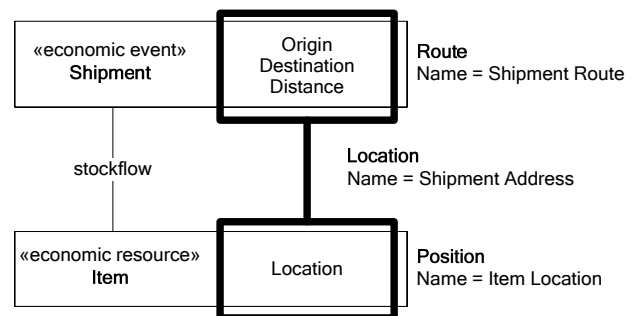 «economic event»
Shipment
Origin
Destination
Distance
Route
Name = Shipment Route
stockflow
Location
Name = Shipment Address
«economic resource»
Item
Location
Position
Name = Item Location